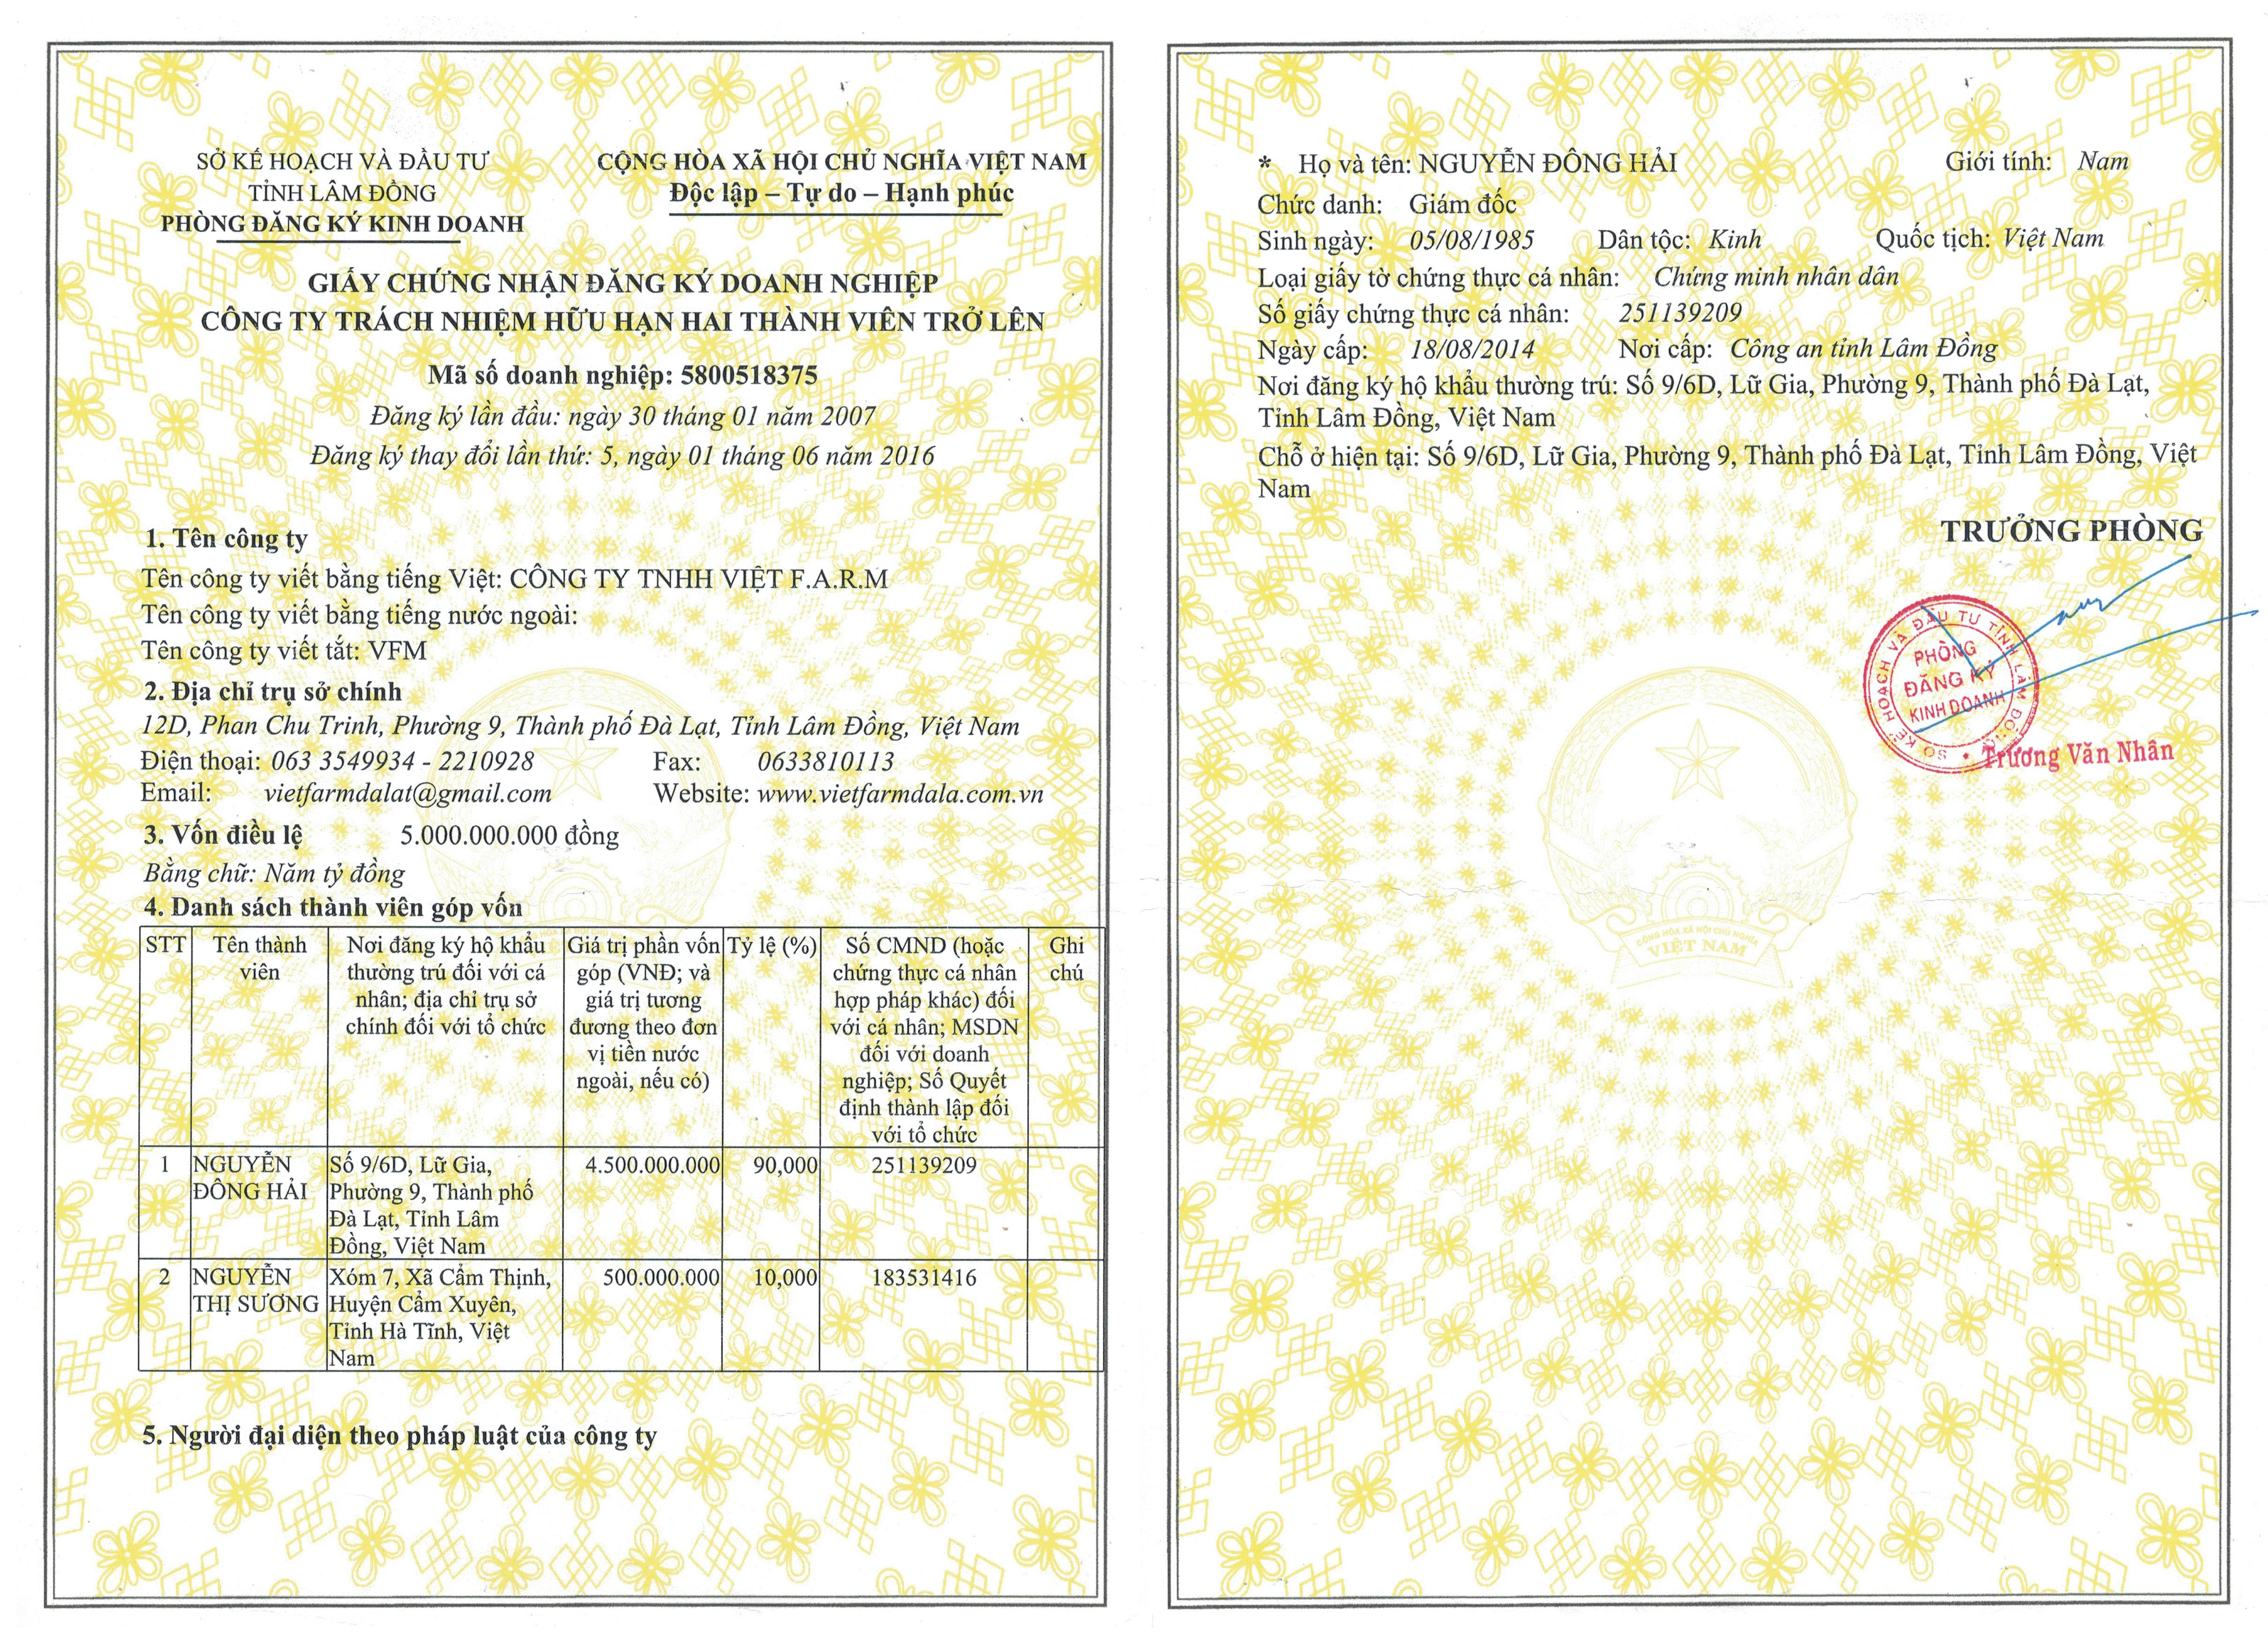 SỞ KẾ HOẠCH VÀ ĐẦU TƯ
TỈNH LÂM ĐỒNG
PHÒNG ĐĂNG KÝ KINH DOANH
CỘNG HÒA XÃ HỘI CHỦ NGHĨA VIỆT NAM
Độc lập – Tự do – Hạnh phúc
GIẤY CHỨNG NHẬN ĐĂNG KÝ DOANH NGHIỆP
CÔNG TY TRÁCH NHIỆM HỮU HẠN HAI THÀNH VIÊN TRỞ LÊN
Mã số doanh nghiệp: 5800518375
Đăng ký lần đầu: ngày 30 tháng 01 năm 2007
Đăng ký thay đổi lần thứ: 5, ngày 01 tháng 06 năm 2016
1. Tên công ty
Tên công ty viết bằng tiếng Việt: CÔNG TY TNHH VIỆT F.A.R.M
Tên công ty viết bằng tiếng nước ngoài:
Tên công ty viết tắt: VFM
2. Địa chỉ trụ sở chính
12D, Phan Chu Trinh, Phường 9, Thành phố Đà Lạt, Tỉnh Lâm Đồng, Việt Nam
Điện thoại: 063 3549934 - 2210928 Fax: 0633810113
Email: vietfarmdalat@gmail.com Website: www.vietfarmdala.com.vn
3. Vốn điều lệ 5.000.000.000 đồng
Bằng chữ: Năm tỷ đồng
4. Danh sách thành viên góp vốn
STT
Tên thành
viên
Nơi đăng ký hộ khẩu
thường trú đối với cá
nhân; địa chỉ trụ sở
chính đối với tổ chức
Giá trị phần vốn
góp (VNĐ; và
giá trị tương
đương theo đơn
vị tiền nước
ngoài, nếu có)
Tỷ lệ (%)
Số CMND (hoặc
chứng thực cá nhân
hợp pháp khác) đối
với cá nhân; MSDN
đối với doanh
nghiệp; Số Quyết
định thành lập đối
với tổ chức
Ghi
chú
1
NGUYỄN
ĐÔNG HẢI
Số 9/6D, Lữ Gia,
Phường 9, Thành phố
Đà Lạt, Tỉnh Lâm
Đồng, Việt Nam
4.500.000.000
90,000
251139209
2
NGUYỄN
THỊ SƯƠNG
Xóm 7, Xã Cẩm Thịnh,
Huyện Cẩm Xuyên,
Tỉnh Hà Tĩnh, Việt
Nam
500.000.000
10,000
183531416
5. Người đại diện theo pháp luật của công ty
* Họ và tên: NGUYỄN ĐÔNG HẢI Giới tính: Nam
Chức danh: Giám đốc
Sinh ngày: 05/08/1985 Dân tộc: Kinh Quốc tịch: Việt Nam
Loại giấy tờ chứng thực cá nhân: Chứng minh nhân dân
Số giấy chứng thực cá nhân: 251139209
Ngày cấp: 18/08/2014 Nơi cấp: Công an tỉnh Lâm Đồng
Nơi đăng ký hộ khẩu thường trú: Số 9/6D, Lữ Gia, Phường 9, Thành phố Đà Lạt,
Tỉnh Lâm Đồng, Việt Nam
Chỗ ở hiện tại: Số 9/6D, Lữ Gia, Phường 9, Thành phố Đà Lạt, Tỉnh Lâm Đồng, Việt
Nam
TRƯỞNG PHÒNG
SỞ KẾ HOẠCH VÀ ĐẦU TƯ TỈNH LÂM ĐỒNG
PHÒNG
ĐĂNG KÝ
KINH DOANH
Trương Văn Nhân
CỘNG HÒA XÃ HỘI CHỦ NGHĨA
VIỆT NAM